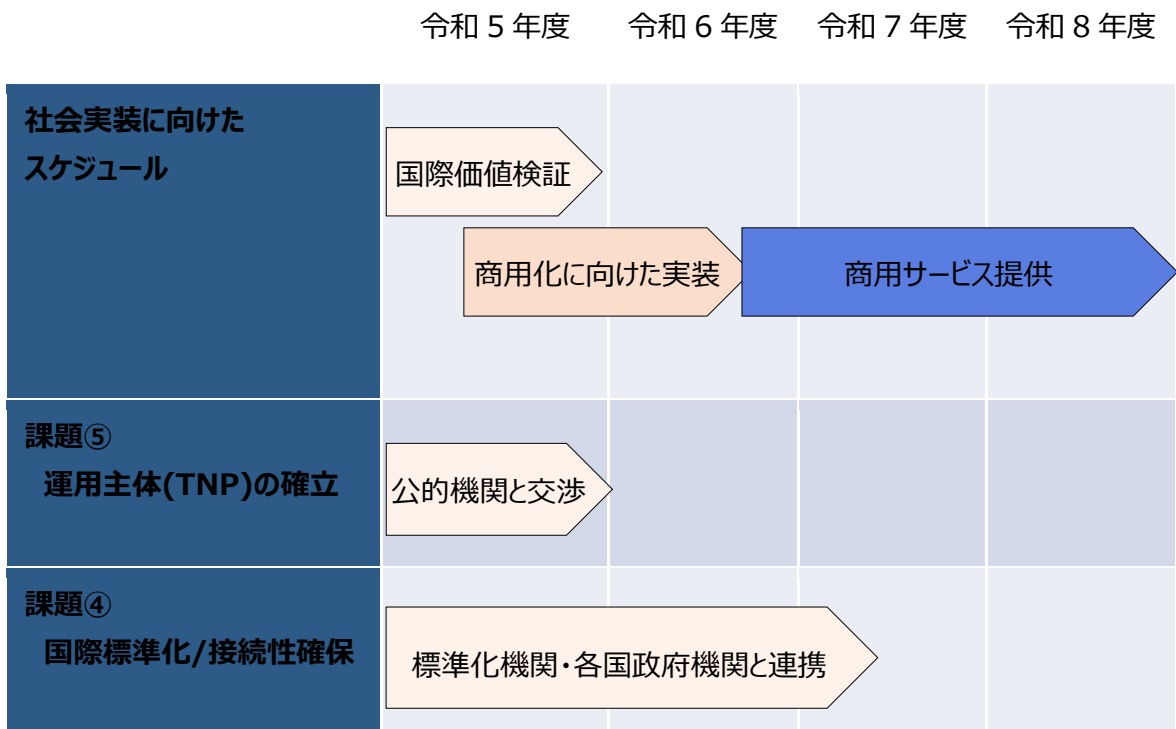 令和 5 年度 令和 6 年度 令和 7 年度 令和 8 年度
社会実装に向けた
スケジュール
国際価値検証
商用化に向けた実装
商用サービス提供
課題⑤
運用主体(TNP)の確立
公的機関と交渉
課題④
国際標準化/接続性確保
標準化機関・各国政府機関と連携